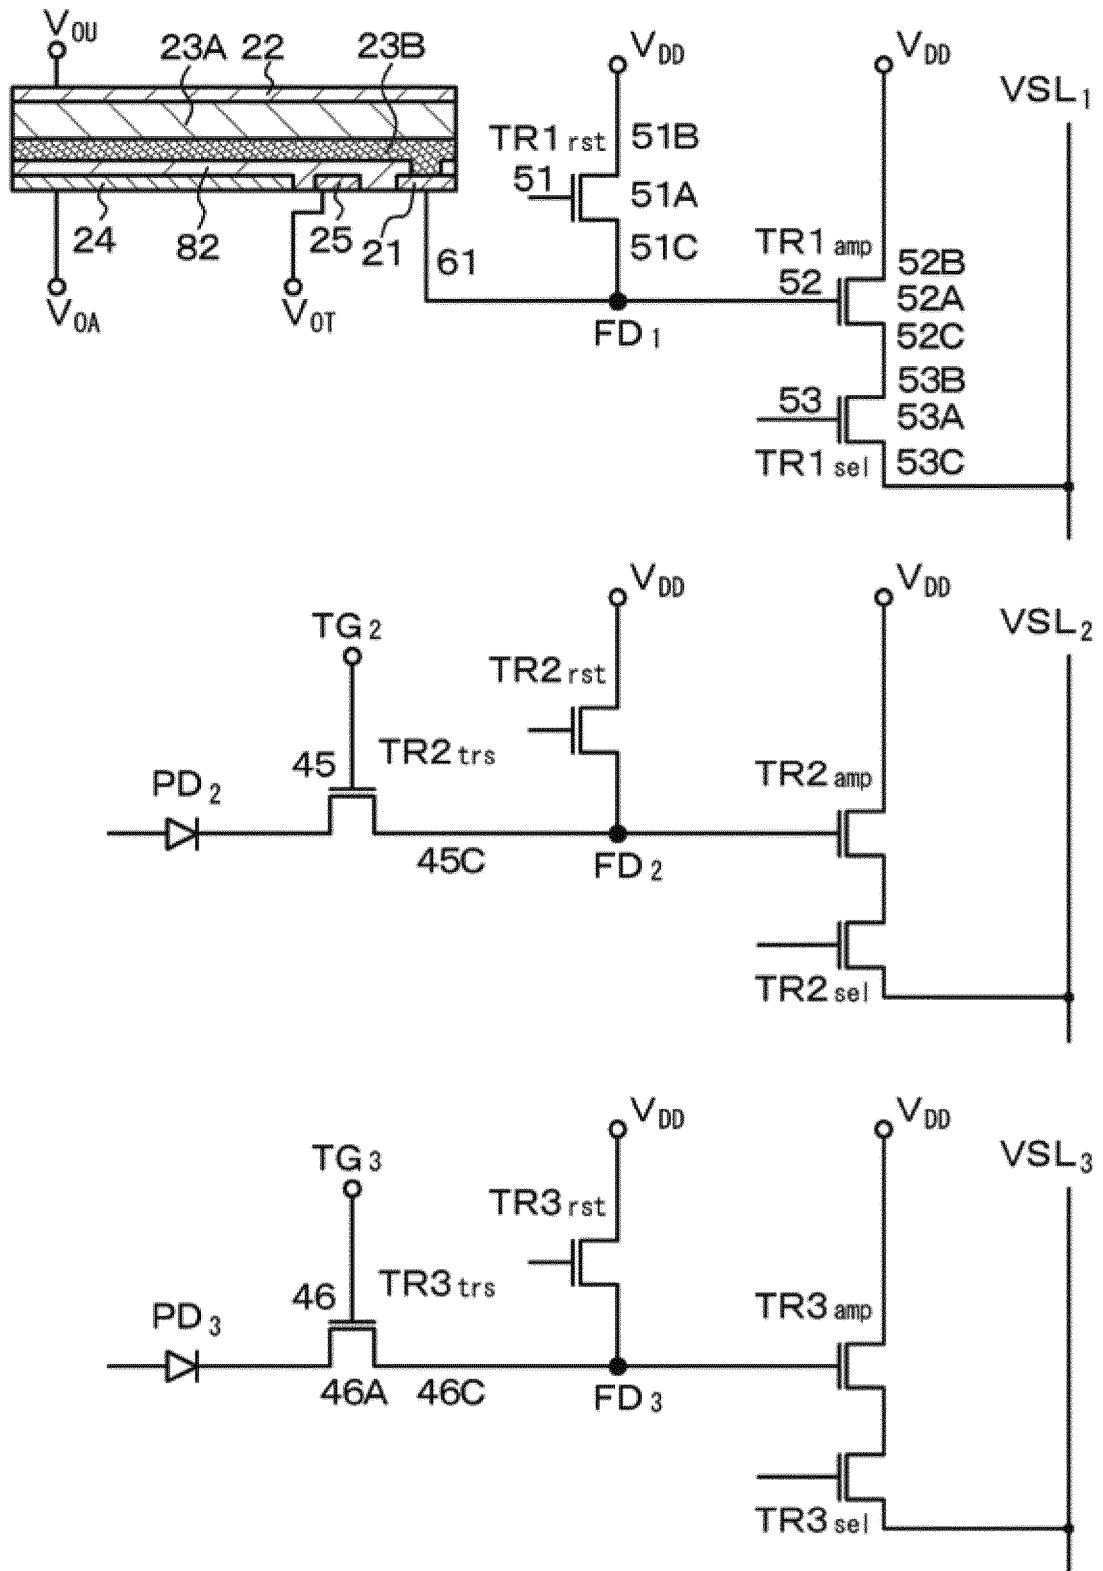 VOU
23A 22 23B
VDD
VDD
VSL1
TR1rst
51B
51
51A
51C
24
82
25
21
61
VOA
VOT
FD1
TR1amp
52
52B
52A
52C
53B
53
53A
TR1sel
53C
VDD
VDD
VSL2
TG2
TR2rst
45
TR2trs
PD2
TR2amp
45C
FD2
TR2sel
VDD
VDD
VSL3
TG3
TR3rst
46
TR3trs
PD3
TR3amp
46A
46C
FD3
TR3sel